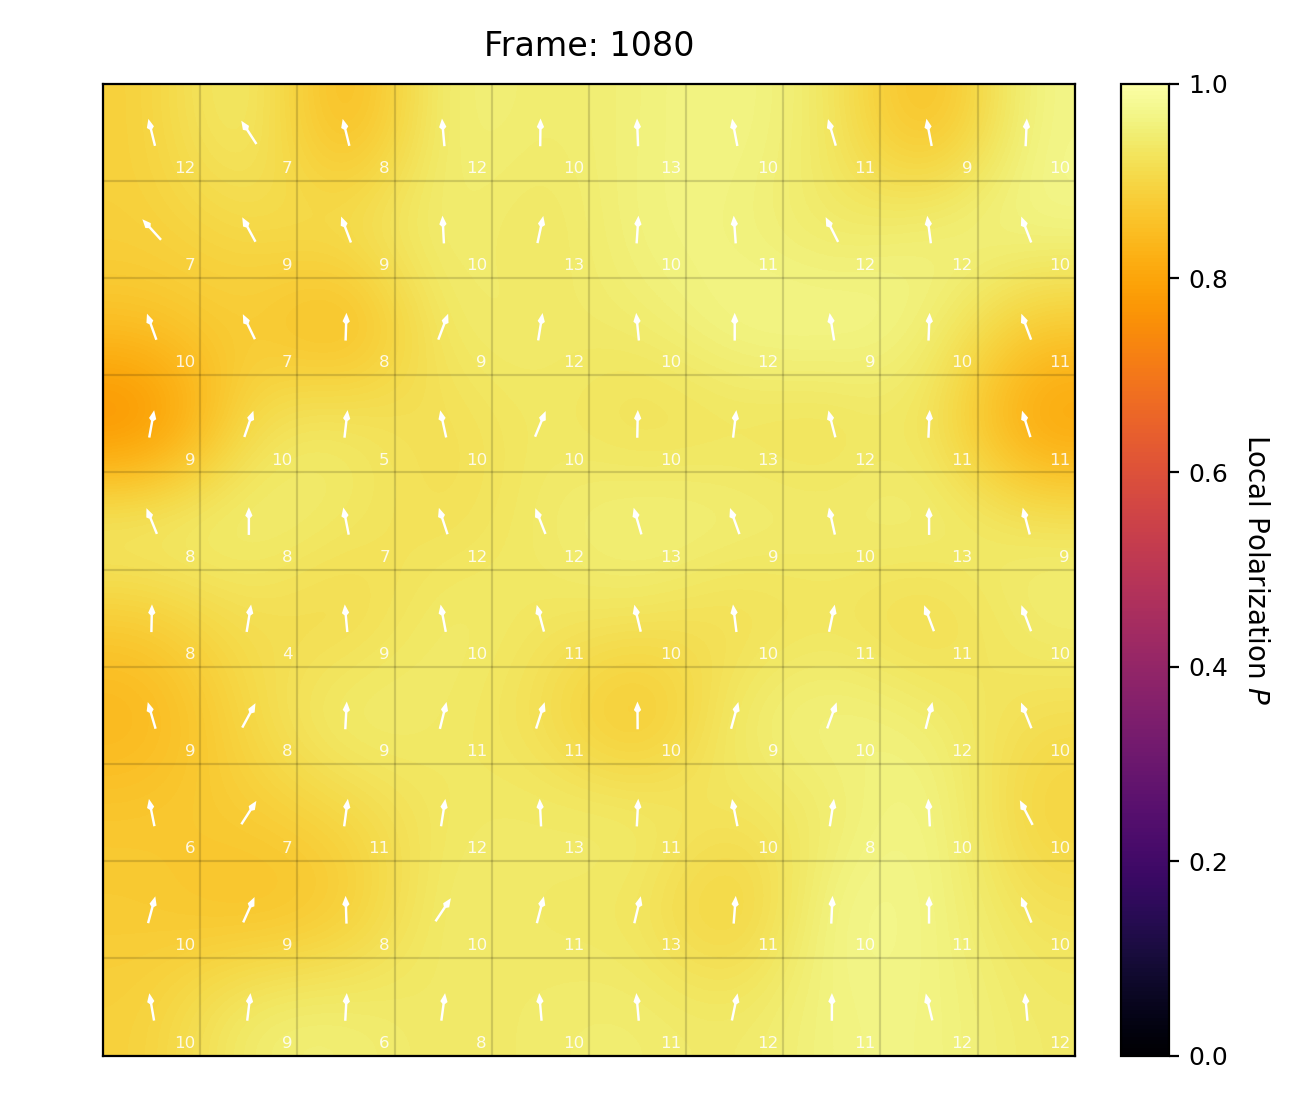 Frame: 1080
12 7 8 12 10 13 10 11 9 10
7 9 9 10 13 10 11 12 12 10
10 7 8 9 12 10 12 9 10 11
9 10 5 10 10 10 13 12 11 11
8 8 7 12 12 13 9 10 13 9
8 4 9 10 11 10 10 11 11 10
9 8 9 11 11 10 9 10 12 10
6 7 11 12 13 11 10 8 10 10
10 9 8 10 11 13 11 10 11 10
10 9 6 8 10 11 12 11 12 12
1.0
0.8
0.6
0.4
0.2
0.0
Local Polarization P